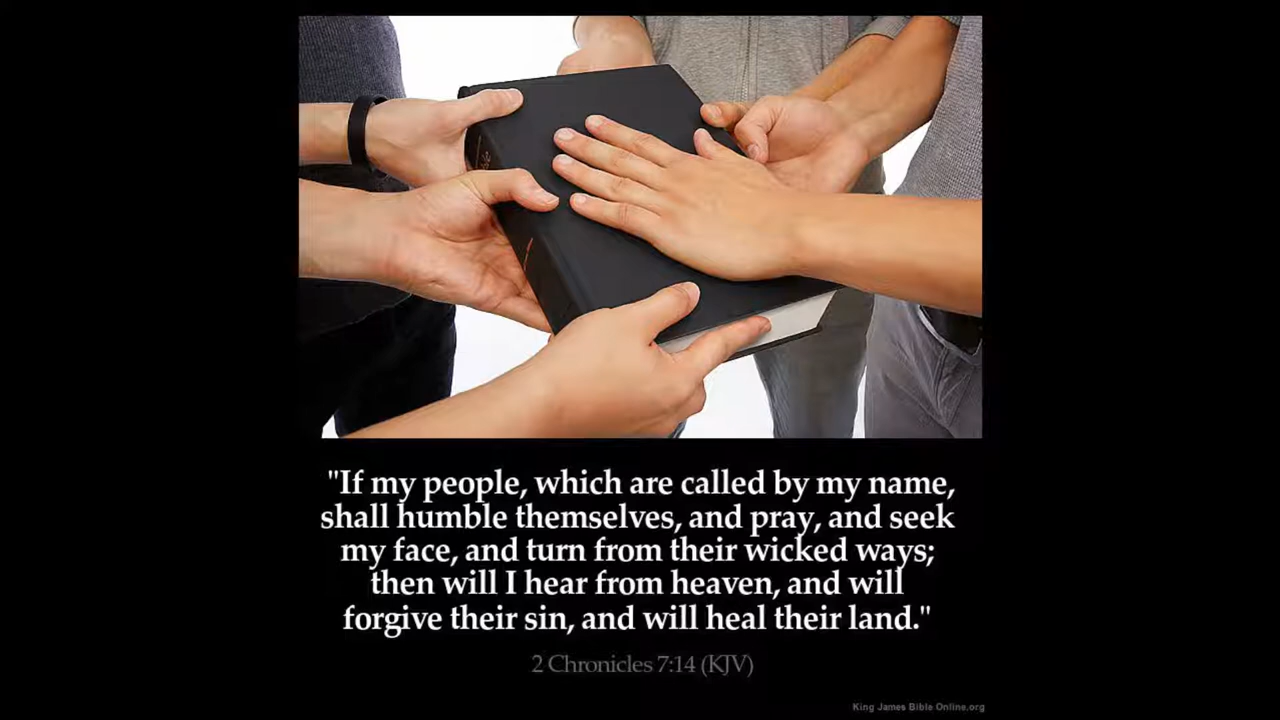 "If my people, which are called by my name,
shall humble themselves, and pray, and seek
my face, and turn from their wicked ways;
then will I hear from heaven, and will
forgive their sin, and will heal their land."
2 Chronicles 7:14 (KJV)
King James Bible Online.org